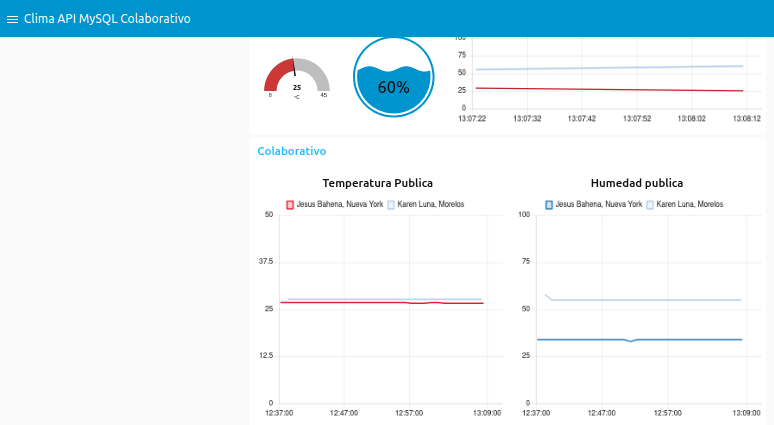 Clima API MySQL Colaborativo
100
75
50
25
0
13:07:22 13:07:32 13:07:42 13:07:52 13:08:02 13:08:12
25
°C
6 45
60%
Colaborativo
Temperatura Publica
Jesus Bahena, Nueva York Karen Luna, Morelos
50
37.5
25
12.5
0
12:37:00 12:47:00 12:57:00 13:09:00
Humedad publica
Jesus Bahena, Nueva York Karen Luna, Morelos
100
75
50
25
0
12:37:00 12:47:00 12:57:00 13:09:00